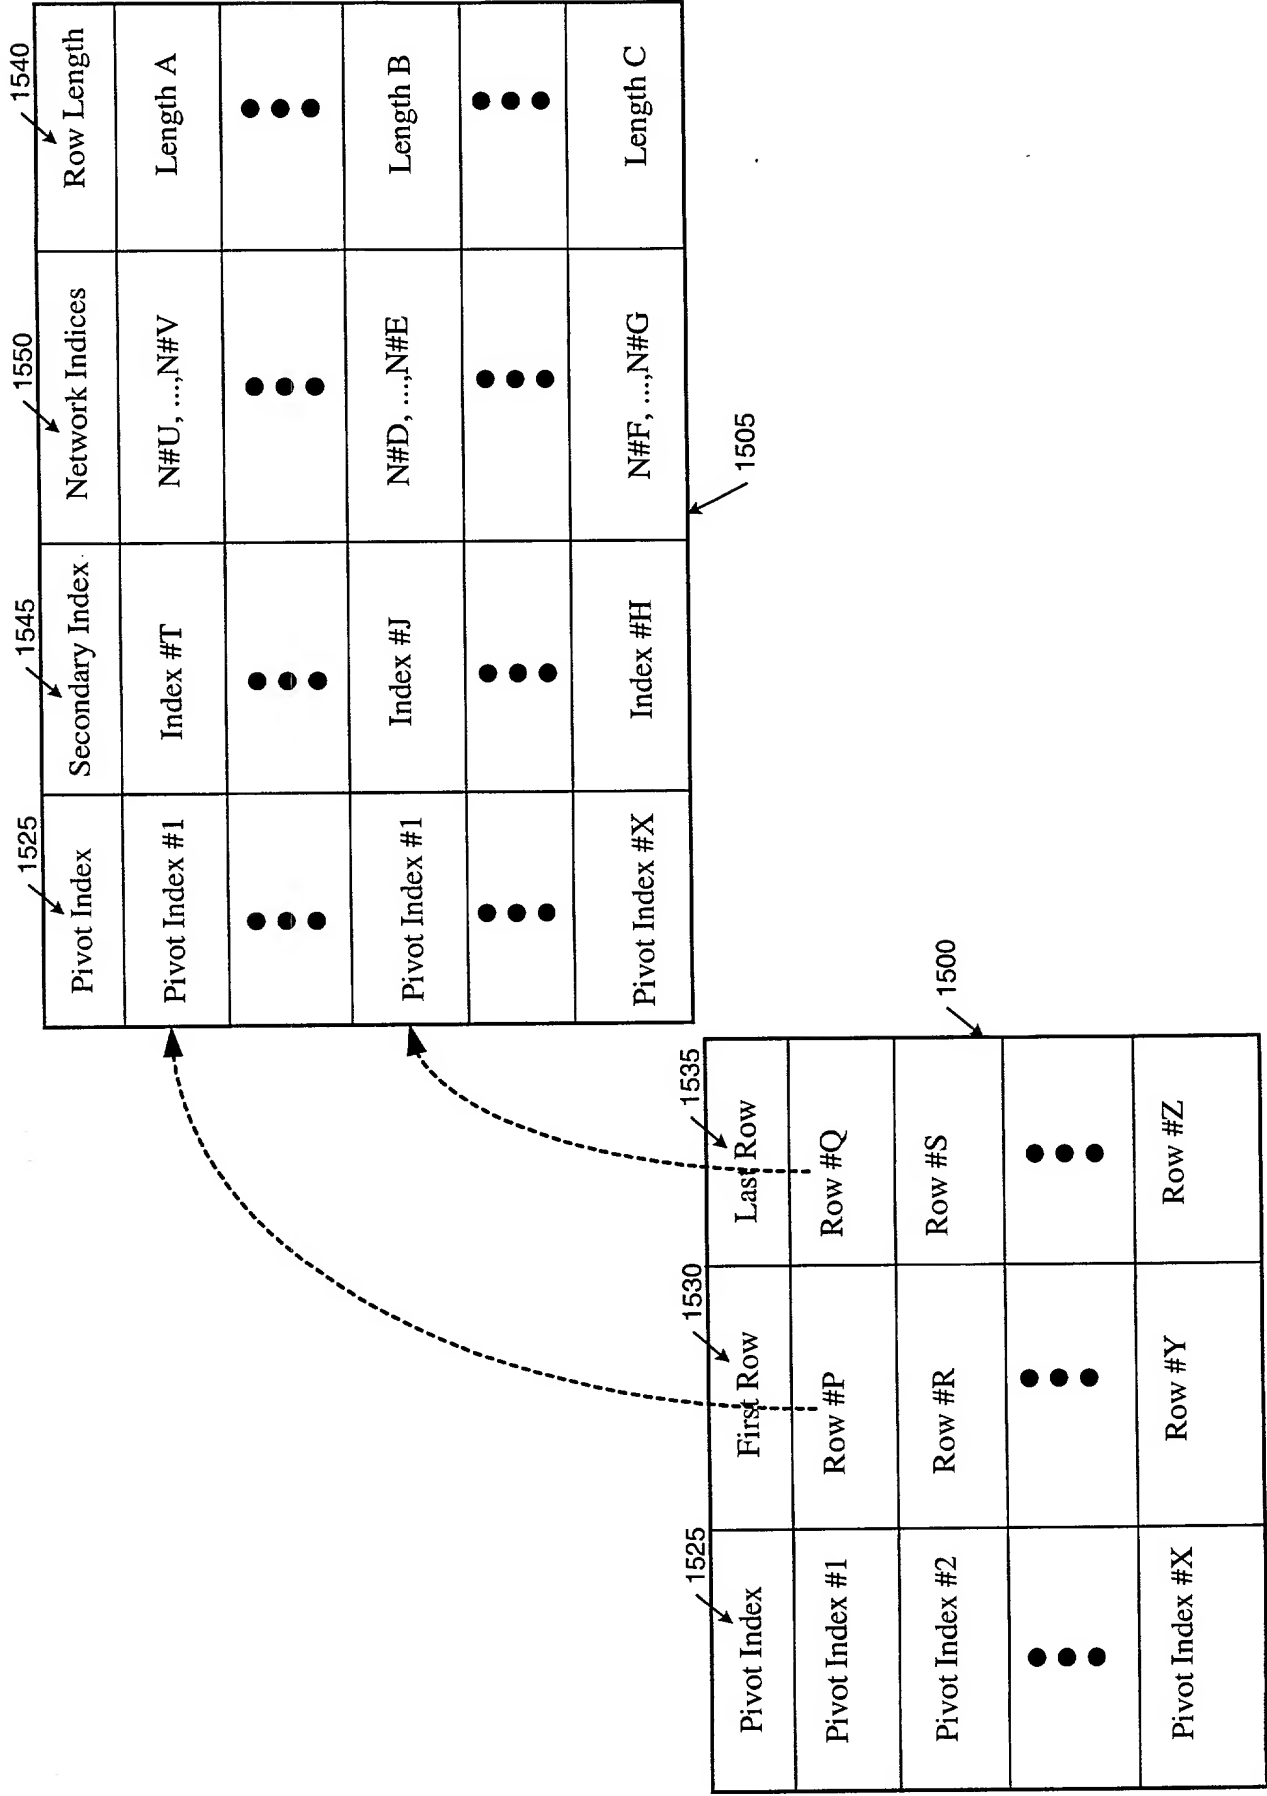 1525
1530
1535
Pivot Index
First Row
Last Row
Pivot Index #1
Row #P
Row #Q
Pivot Index #2
Row #R
Row #S
Pivot Index #X
Row #Y
Row #Z
1500
1525
1545
1550
1540
Pivot Index
Secondary Index
Network Indices
Row Length
Pivot Index #1
Index #T
N#U, ...,N#V
Length A
Pivot Index #1
Index #J
N#D, ...,N#E
Length B
Pivot Index #X
Index #H
N#F, ...,N#G
Length C
1505